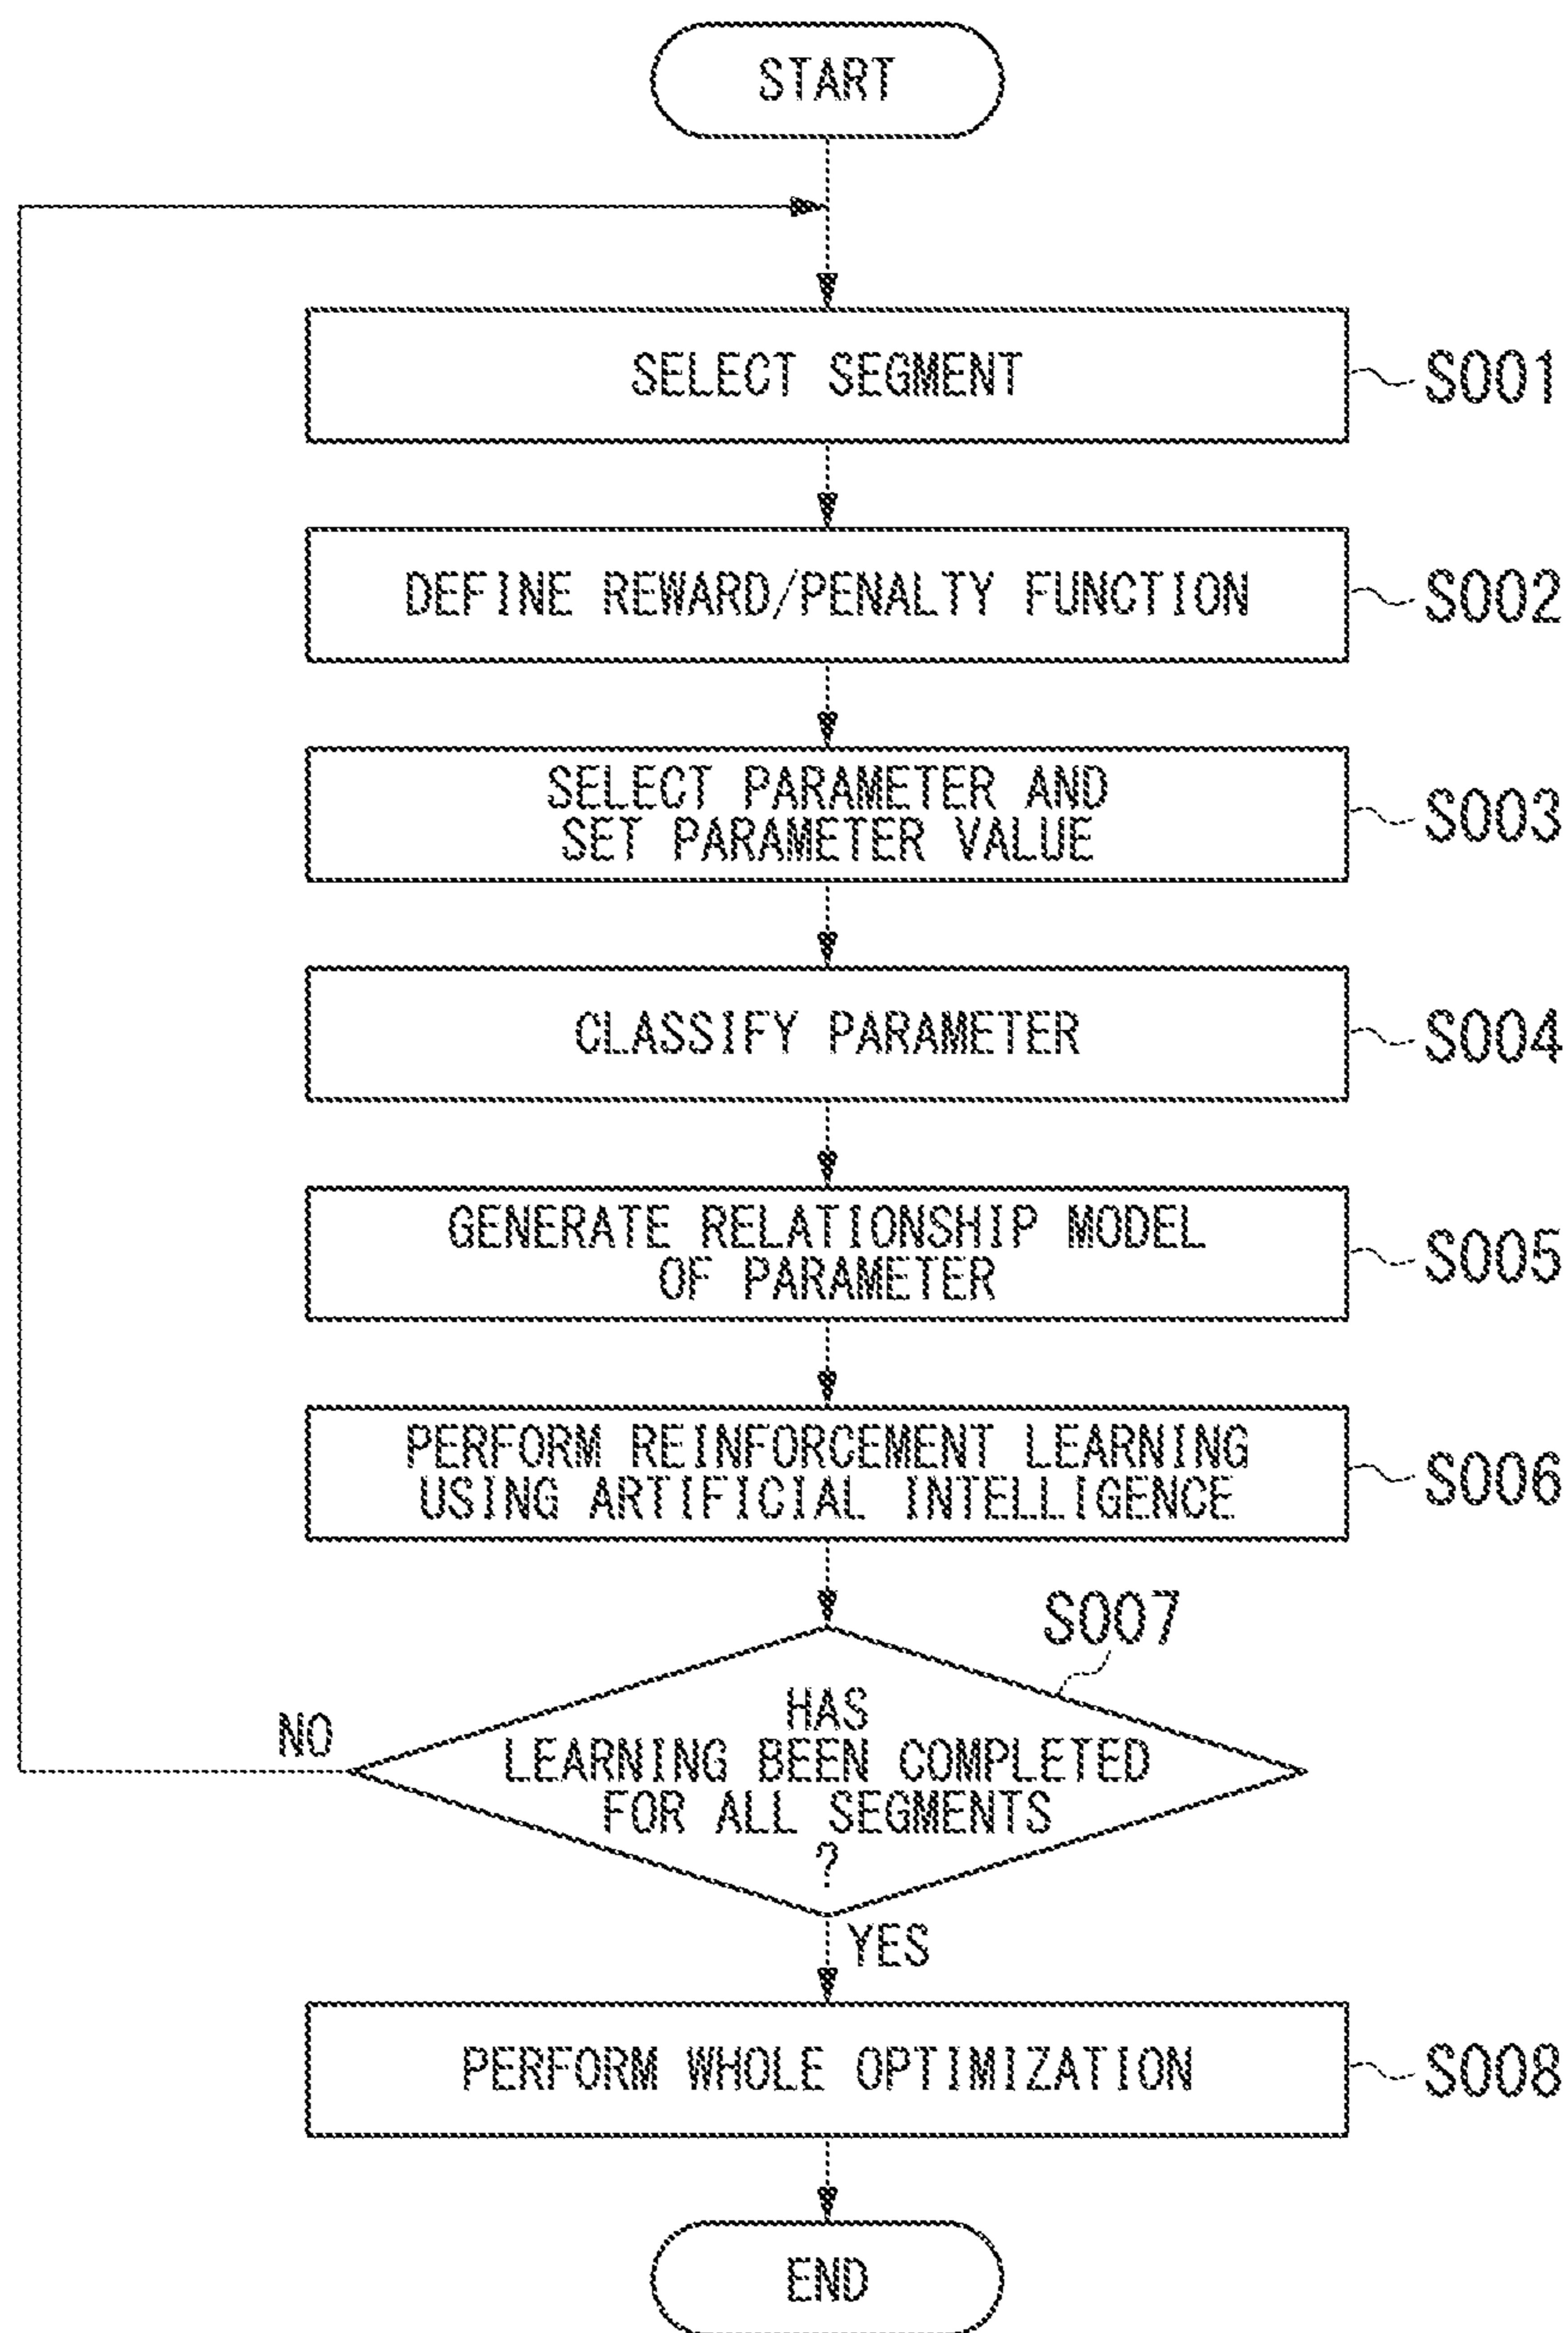 START
SELECT SEGMENT
S001
DEFINE REWARD/PENALTY FUNCTION
S002
SELECT PARAMETER AND
SET PARAMETER VALUE
S003
CLASSIFY PARAMETER
S004
GENERATE RELATIONSHIP MODEL
OF PARAMETER
S005
PERFORM REINFORCEMENT LEARNING
USING ARTIFICIAL INTELLIGENCE
S006
S007
HAS
LEARNING BEEN COMPLETED
FOR ALL SEGMENTS
?
NO
YES
PERFORM WHOLE OPTIMIZATION
S008
END